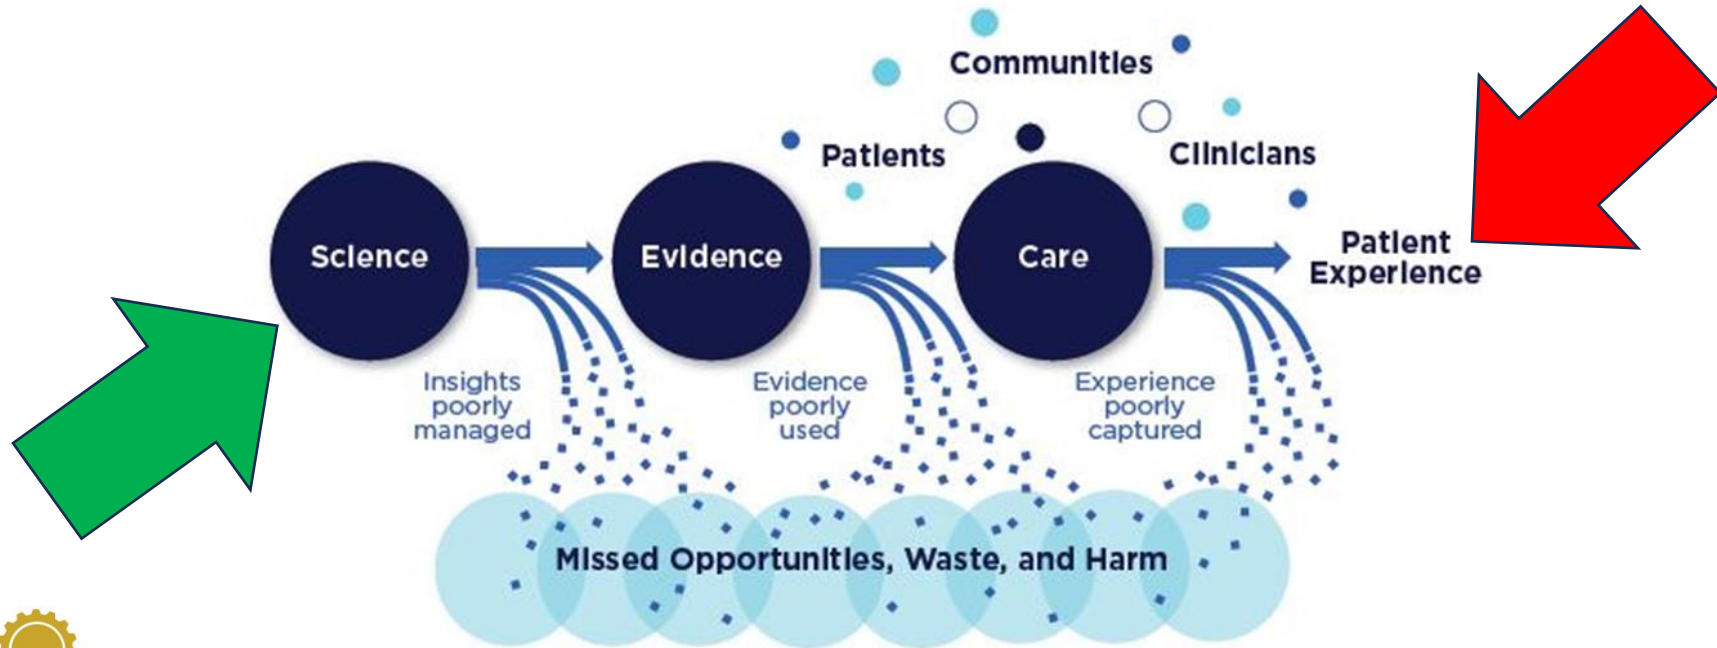 Communities
Patients
Clinicians
Science
Evidence
Care
Patient
Experience
Insights
poorly
managed
Evidence
poorly
used
Experience
poorly
captured
Missed Opportunities, Waste, and Harm